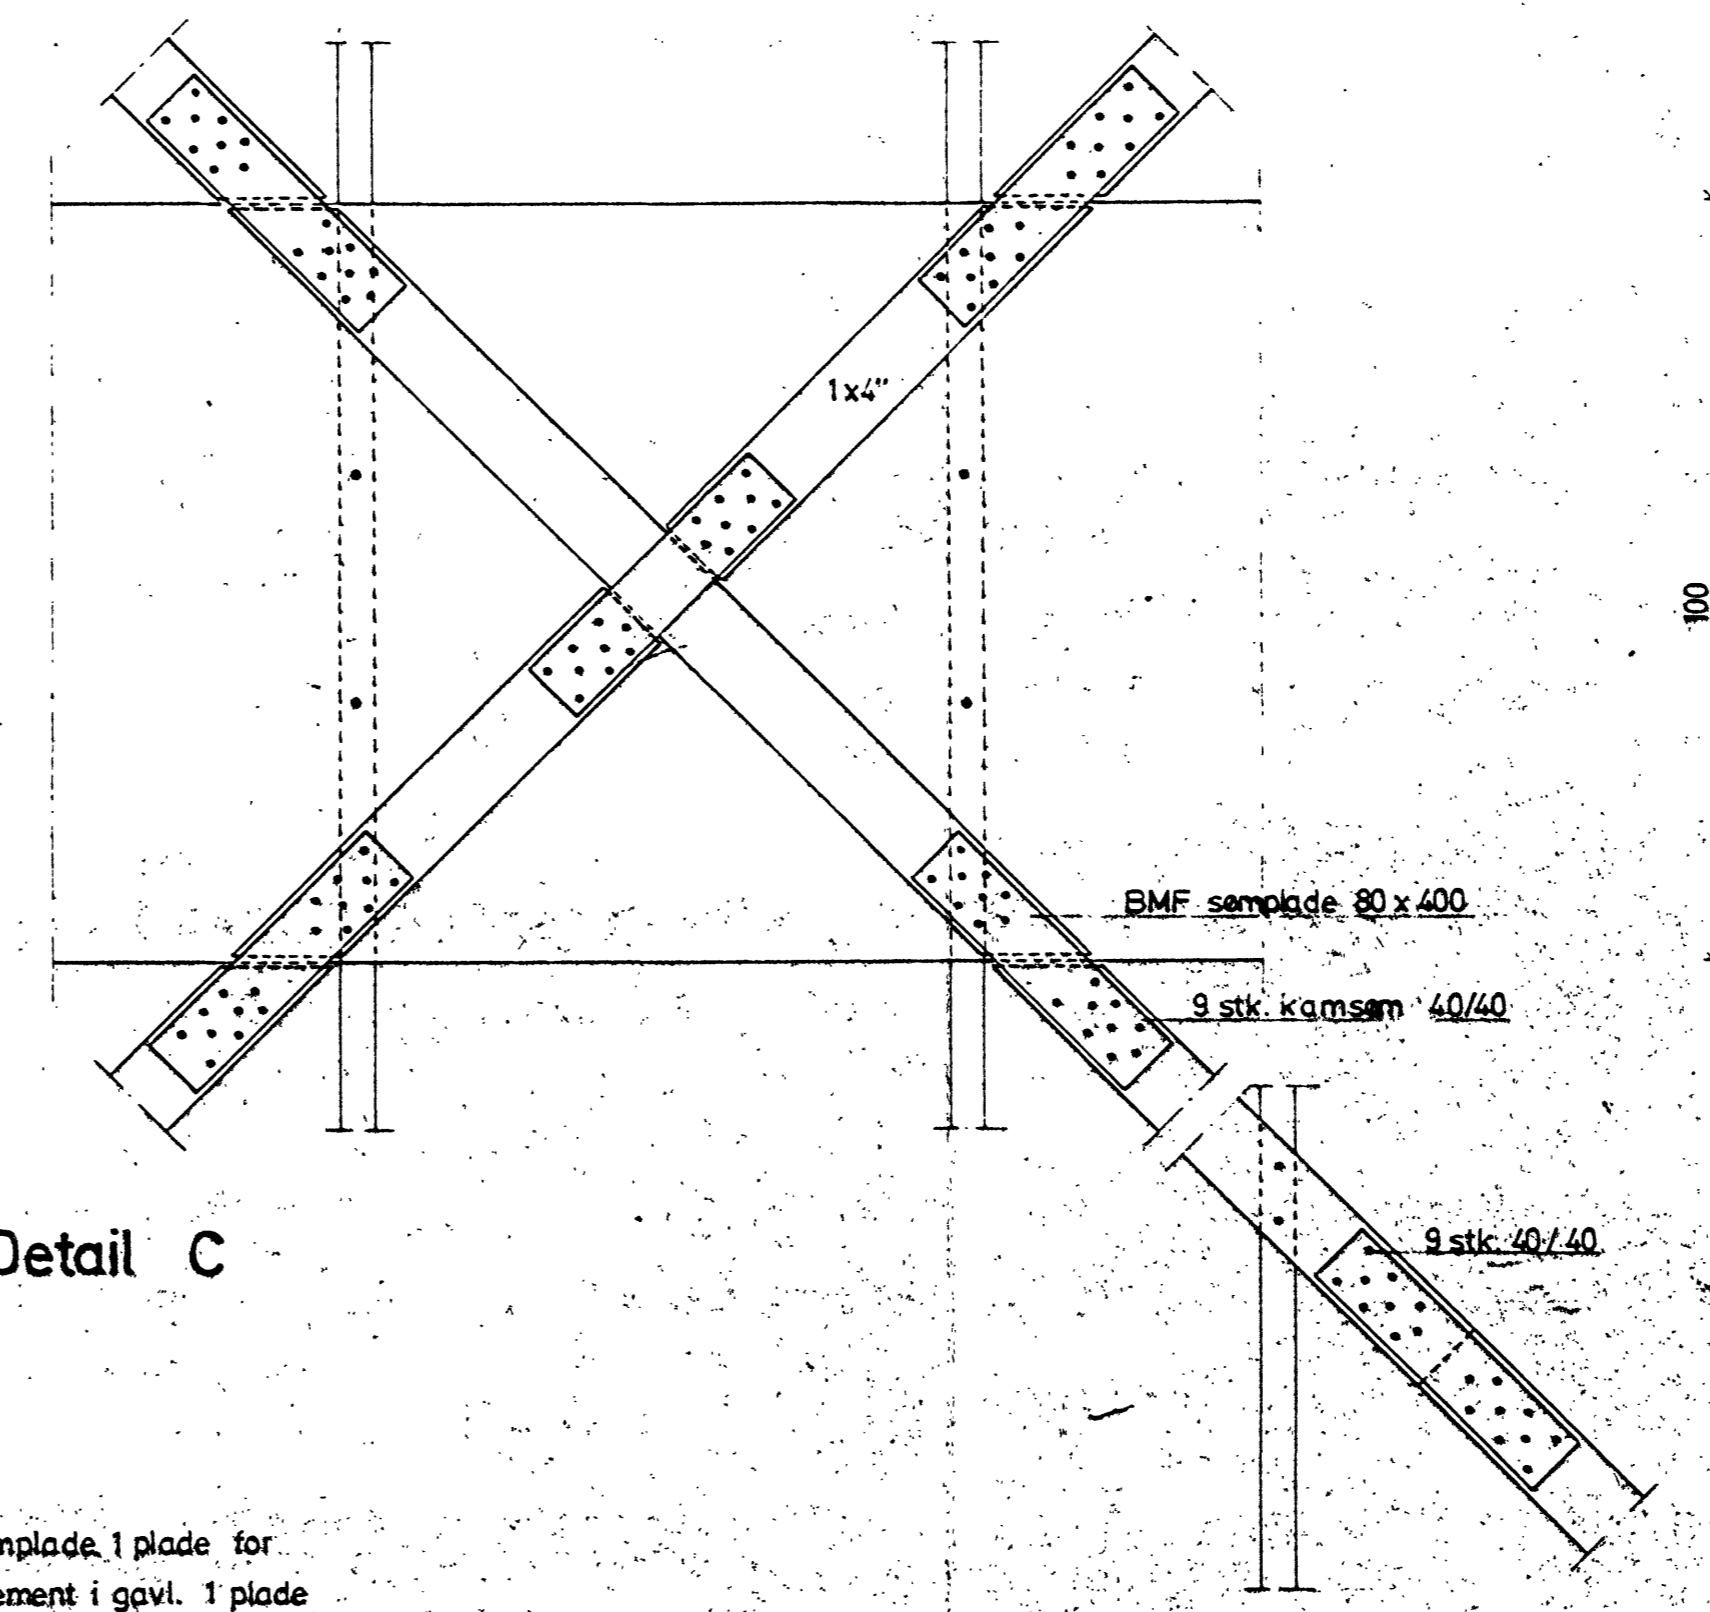 1x4"
100
BMF sømplade 80 x 400
9 stk. kamsøm 40/40
9 stk. 40/40
Detail C
mplade 1 plade for
ement i gavl. 1 plade